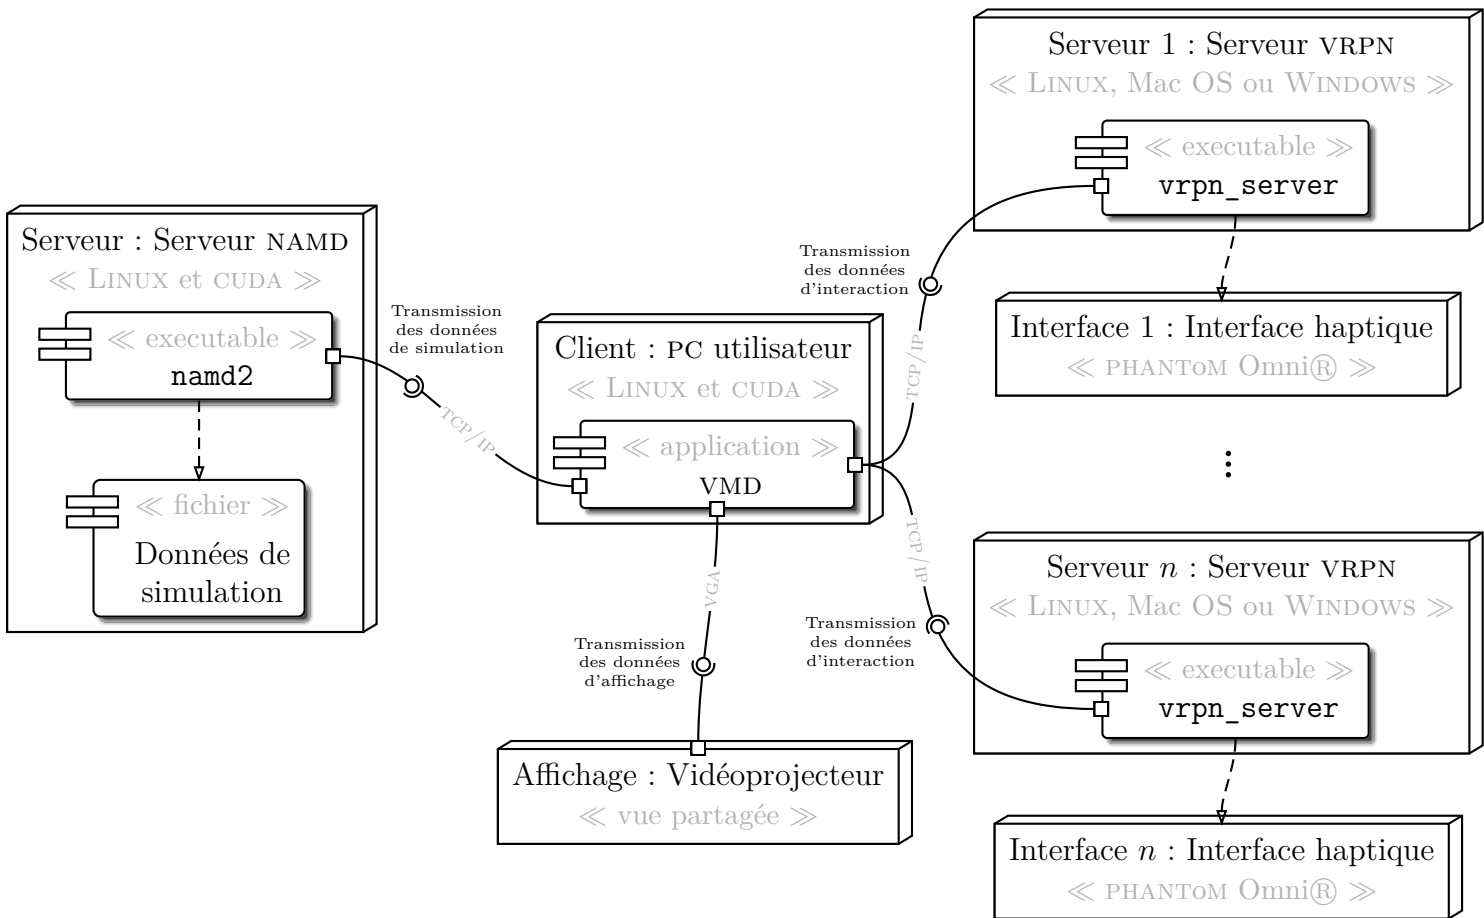 Serveur : Serveur NAMD
≪ LINUX et CUDA ≫
≪ executable ≫
namd2
≪ fichier ≫
Données de
simulation
Transmission
des données
de simulation
TCP/IP
Client : PC utilisateur
≪ LINUX et CUDA ≫
≪ application ≫
VMD
VGA
Transmission
des données
d'affichage
Affichage : Vidéoprojecteur
≪ vue partagée ≫
Transmission
des données
d'interaction
TCP/IP
Serveur 1 : Serveur VRPN
≪ LINUX, Mac OS ou WINDOWS ≫
≪ executable ≫
vrpn_server
Interface 1 : Interface haptique
≪ PHANToM Omni® ≫
⋮
TCP/IP
Transmission
des données
d'interaction
Serveur n : Serveur VRPN
≪ LINUX, Mac OS ou WINDOWS ≫
≪ executable ≫
vrpn_server
Interface n : Interface haptique
≪ PHANToM Omni® ≫